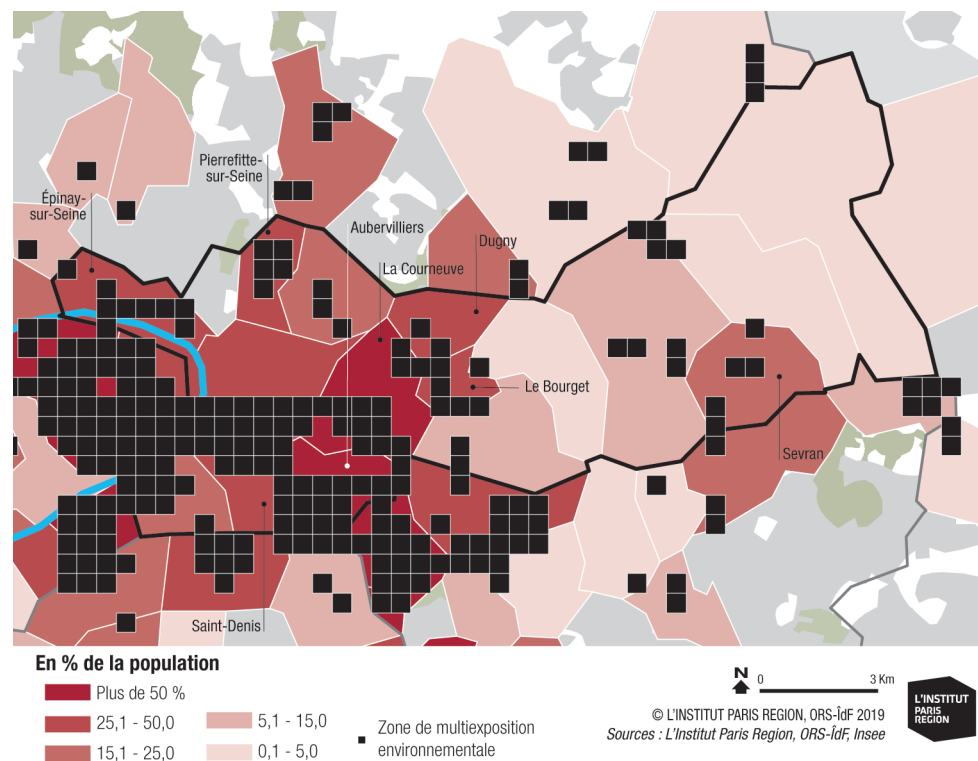 Pierrefitte-
sur-Seine
Épinay-
sur-Seine
Aubervilliers
Dugny
La Courneuve
Le Bourget
Sevran
Saint-Denis
En % de la population
Plus de 50 %
25,1 - 50,0
15,1 - 25,0
5,1 - 15,0
0,1 - 5,0
Zone de multiexposition
environnementale
N
0
3 Km
© L'INSTITUT PARIS REGION, ORS-ÎdF 2019
Sources : L'Institut Paris Region, ORS-ÎdF, Insee
L'INSTITUT
PARIS
REGION